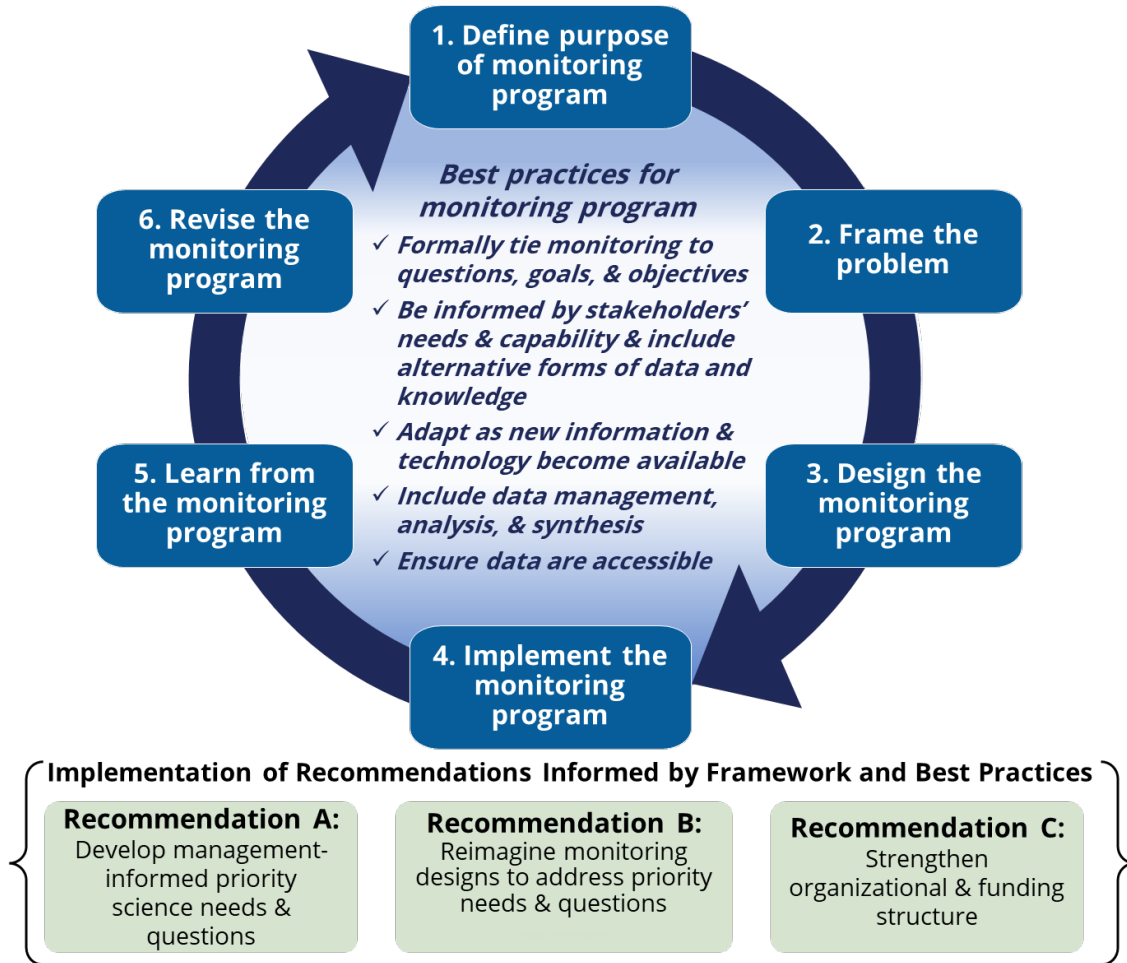 1. Define purpose
of monitoring
program
2. Frame the
problem
3. Design the
monitoring
program
4. Implement the
monitoring
program
5. Learn from
the monitoring
program
6. Revise the
monitoring
program
Best practices for
monitoring program
✓ Formally tie monitoring to
questions, goals, & objectives
✓ Be informed by stakeholders’
needs & capability & include
alternative forms of data and
knowledge
✓ Adapt as new information &
technology become available
✓ Include data management,
analysis, & synthesis
✓ Ensure data are accessible
Implementation of Recommendations Informed by Framework and Best Practices
Recommendation A:
Develop management-
informed priority
science needs &
questions
Recommendation B:
Reimagine monitoring
designs to address priority
needs & questions
Recommendation C:
Strengthen
organizational & funding
structure